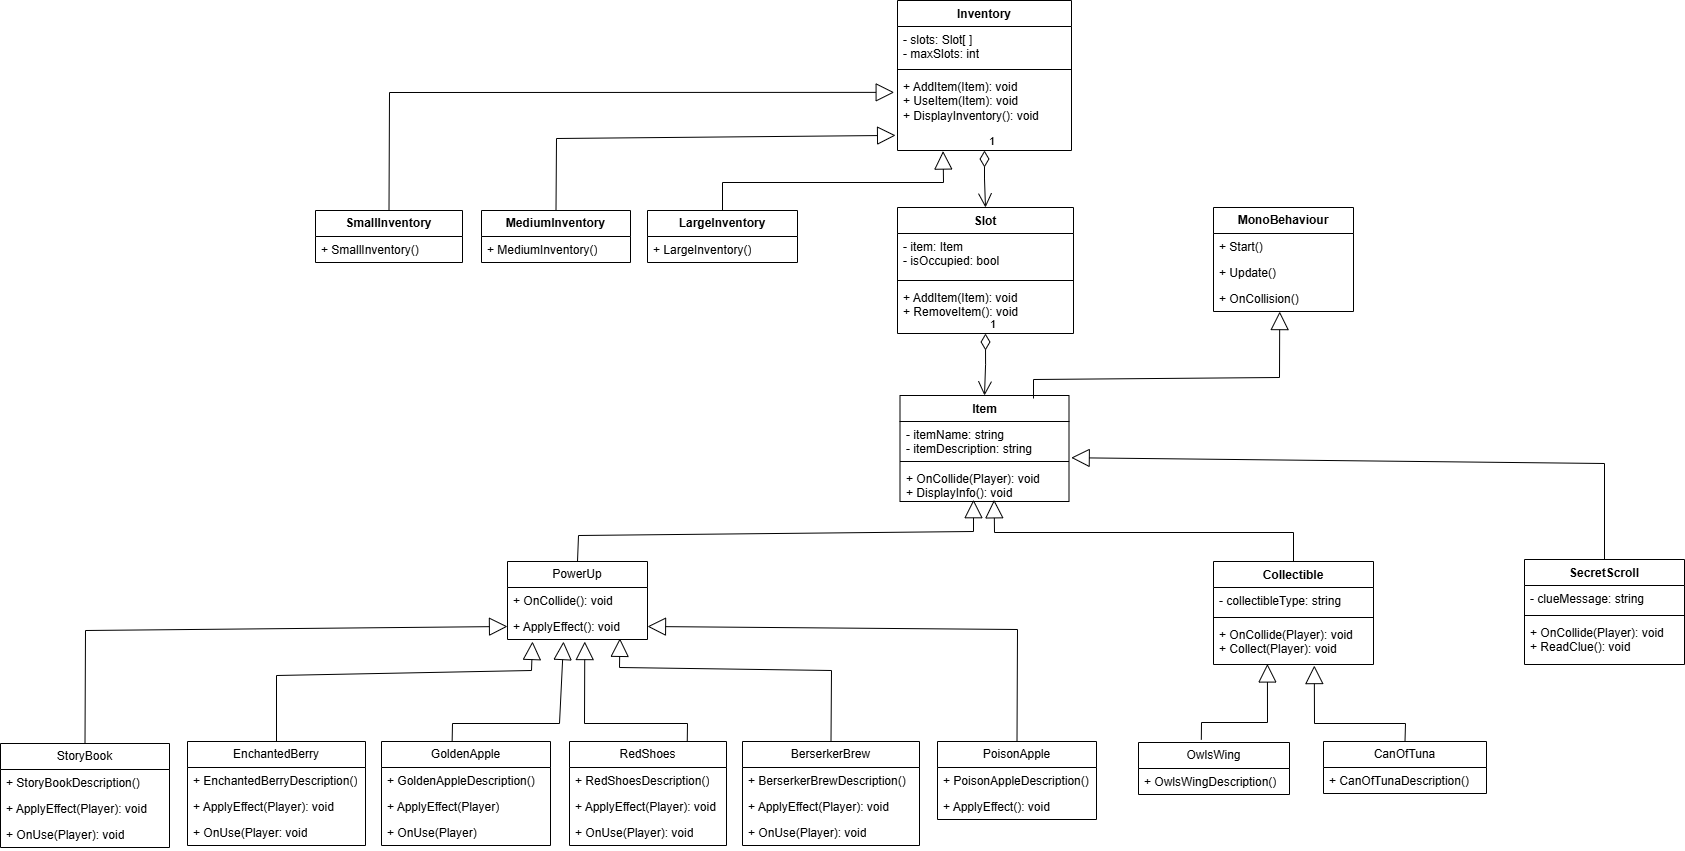 Inventory
- slots: Slot[ ]
- maxSlots: int
+ AddItem(Item): void
+ UseItem(Item): void
+ DisplayInventory(): void
1
SmallInventory
+ SmallInventory()
MediumInventory
+ MediumInventory()
LargeInventory
+ LargeInventory()
Slot
- item: Item
- isOccupied: bool
+ AddItem(Item): void
+ RemoveItem(): void
1
MonoBehaviour
+ Start()
+ Update()
+ OnCollision()
Item
- itemName: string
- itemDescription: string
+ OnCollide(Player): void
+ DisplayInfo(): void
PowerUp
+ OnCollide(): void
+ ApplyEffect(): void
Collectible
- collectibleType: string
+ OnCollide(Player): void
+ Collect(Player): void
SecretScroll
- clueMessage: string
+ OnCollide(Player): void
+ ReadClue(): void
StoryBook
+ StoryBookDescription()
+ ApplyEffect(Player): void
+ OnUse(Player): void
EnchantedBerry
+ EnchantedBerryDescription()
+ ApplyEffect(Player): void
+ OnUse(Player: void
GoldenApple
+ GoldenAppleDescription()
+ ApplyEffect(Player)
+ OnUse(Player)
RedShoes
+ RedShoesDescription()
+ ApplyEffect(Player): void
+ OnUse(Player): void
BerserkerBrew
+ BerserkerBrewDescription()
+ ApplyEffect(Player): void
+ OnUse(Player): void
PoisonApple
+ PoisonAppleDescription()
+ ApplyEffect(): void
OwlsWing
+ OwlsWingDescription()
CanOfTuna
+ CanOfTunaDescription()